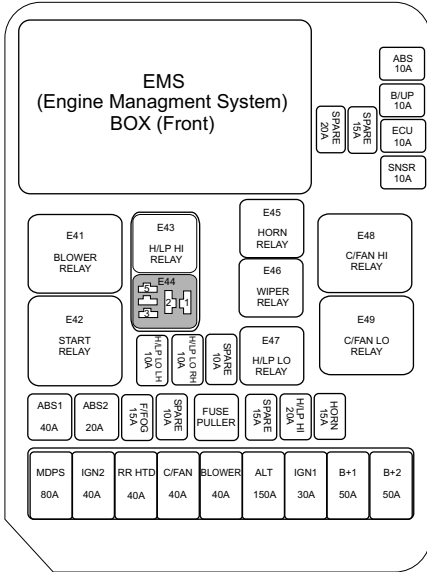 EMS
(Engine Managment System)
BOX (Front)
ABS
10A
B/UP
10A
ECU
10A
SNSR
10A
SPARE
20A
SPARE
15A
E41
BLOWER
RELAY
E43
H/LP HI
RELAY
E44
5
2
1
3
E45
HORN
RELAY
E46
WIPER
RELAY
E48
C/FAN HI
RELAY
E42
START
RELAY
E47
H/LP LO
RELAY
E49
C/FAN LO
RELAY
H/LP LO LH
10A
H/LP LO RH
10A
SPARE
10A
ABS1
40A
ABS2
20A
F/FOG
15A
SPARE
10A
FUSE
PULLER
SPARE
15A
H/LP HI
20A
HORN
15A
MDPS
80A
IGN2
40A
RR HTD
40A
C/FAN
40A
BLOWER
40A
ALT
150A
IGN1
30A
B+1
50A
B+2
50A